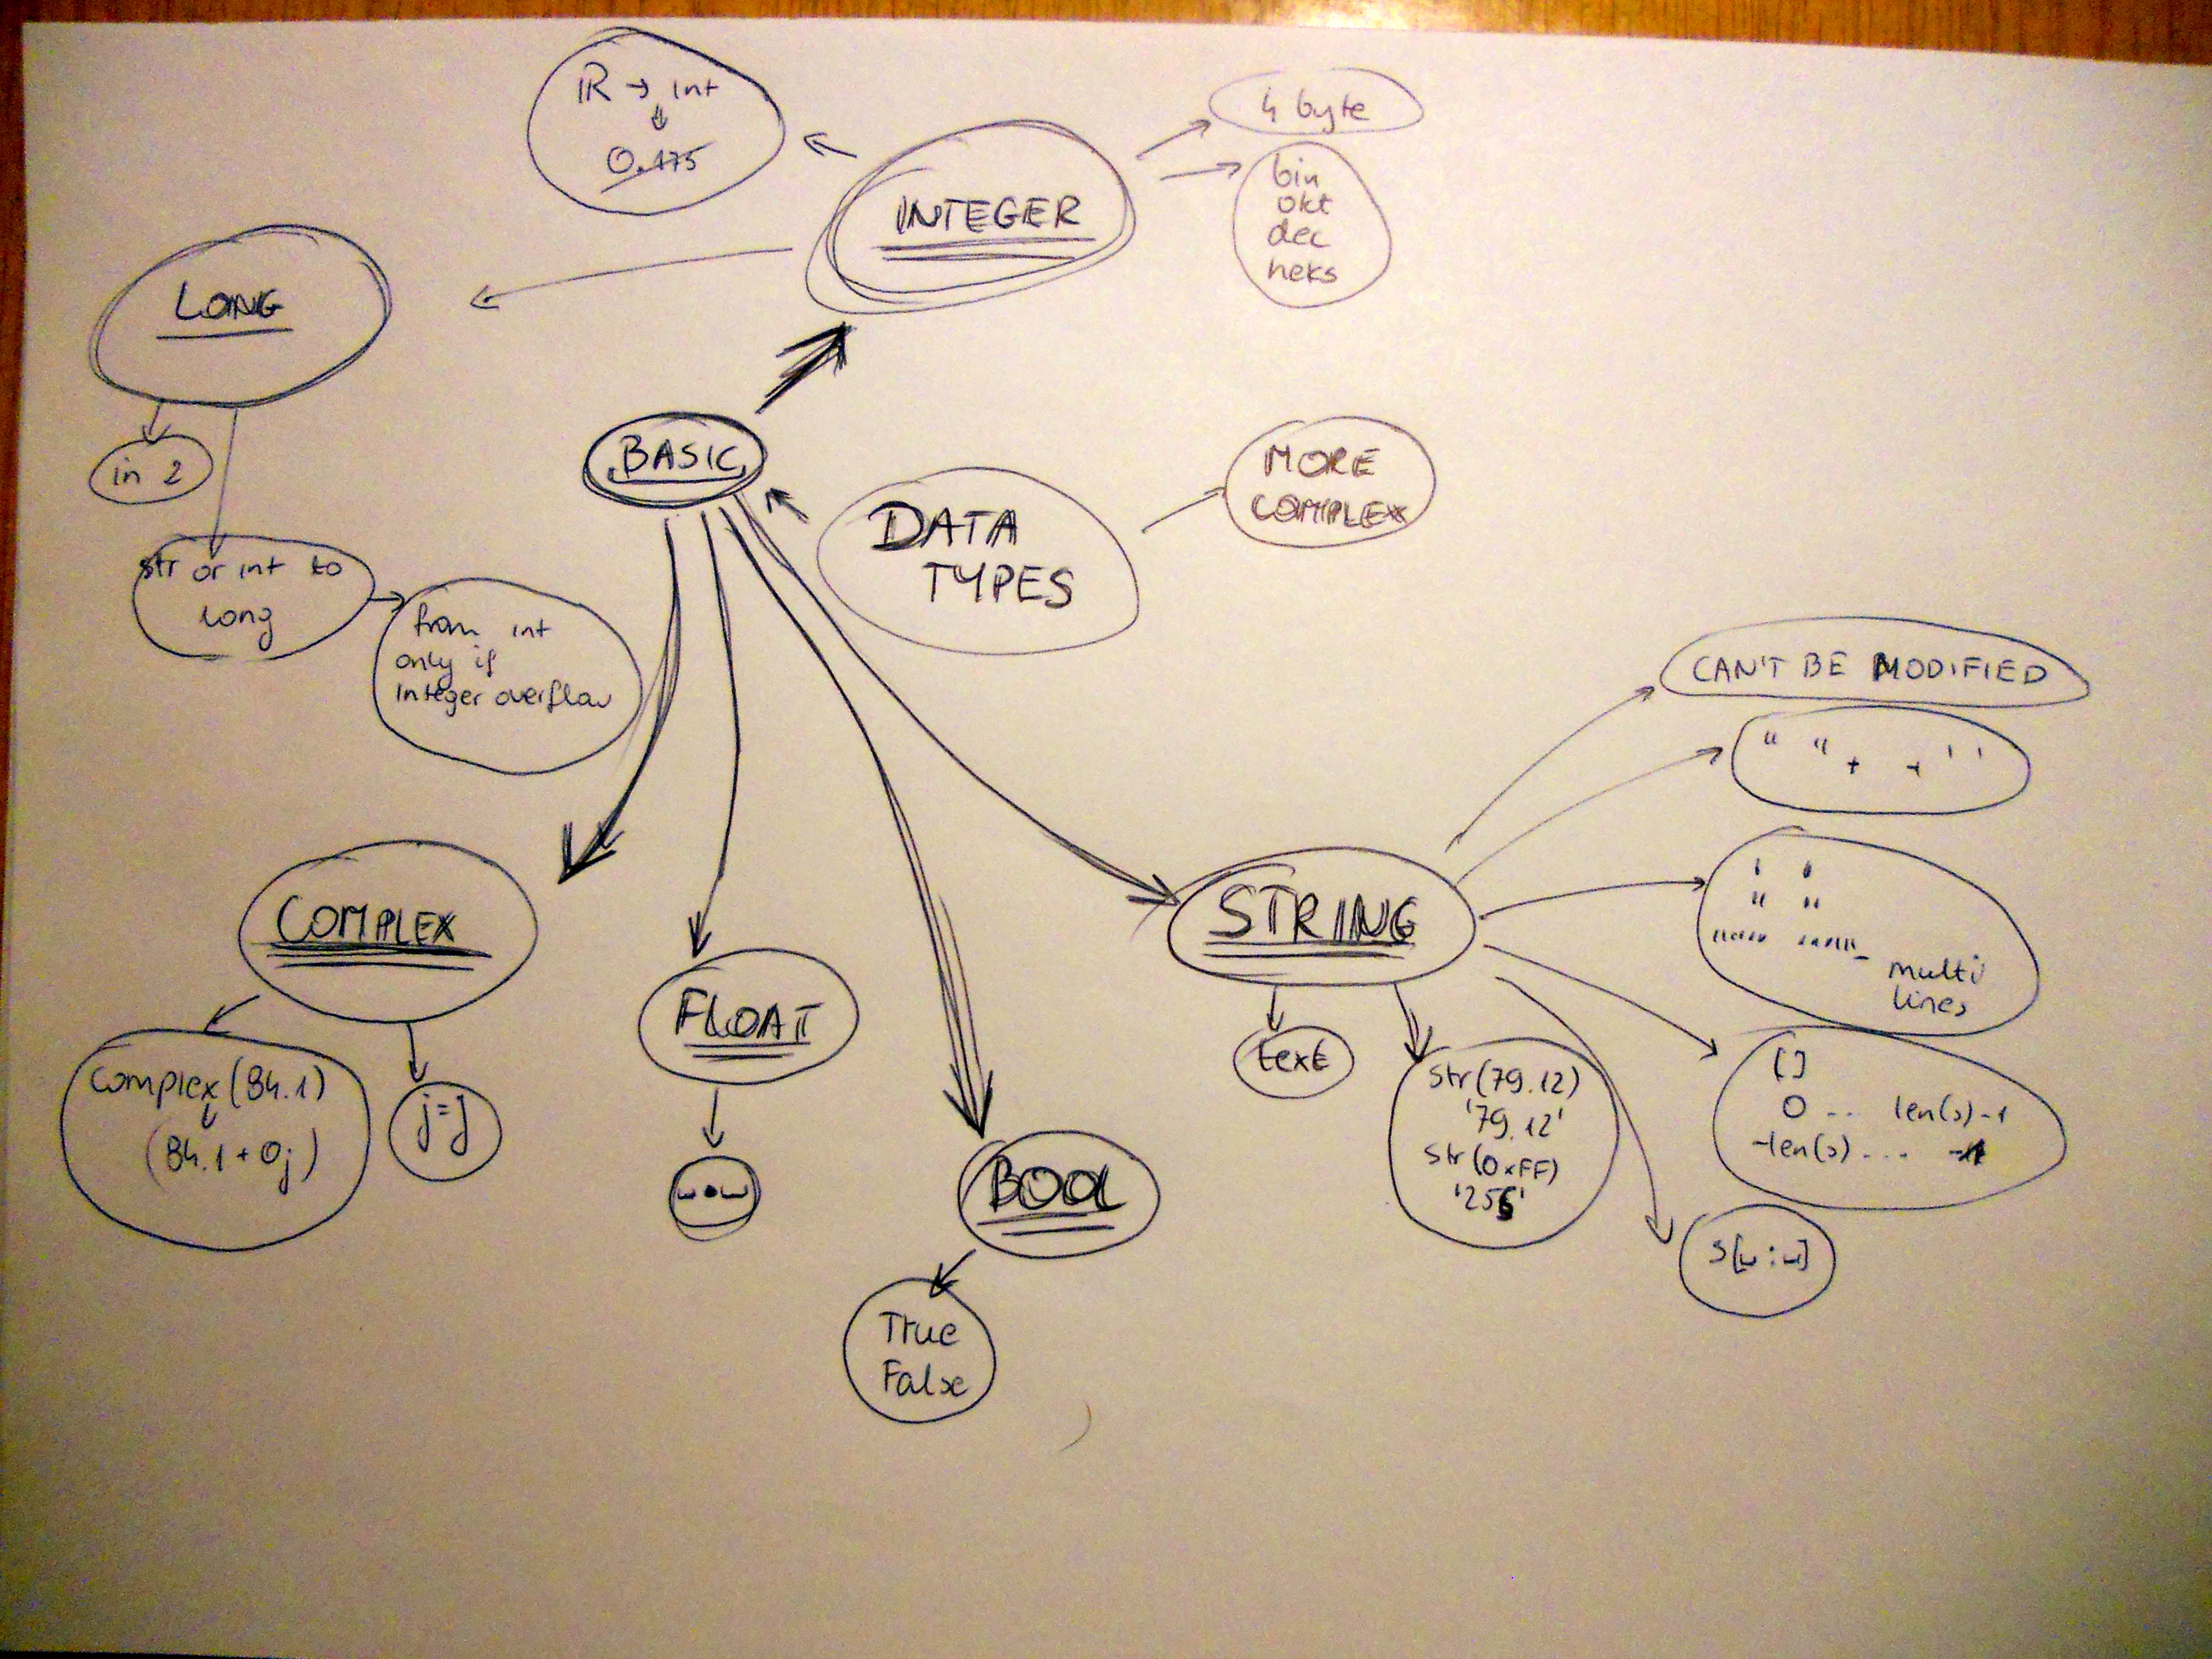 IR → int
⇓
0.175
INTEGER
4 byte
bin
okt
dec
heks
LONG
in 2
str or int to
long
from int
only if
integer overflow
BASIC
DATA
TYPES
MORE
COMPLEX
COMPLEX
complex(84.1)
↓
(84.1+0j)
j=J
FLOAT
BOOL
True
False
STRING
text
str(79.12)
'79.12'
str(0xFF)
'255'
CAN'T BE MODIFIED
" " + + ' '
' '
" "
""" """
multi
lines
[]
0 .. len(s)-1
-len(s) ... -1
s[⌴:⌴]